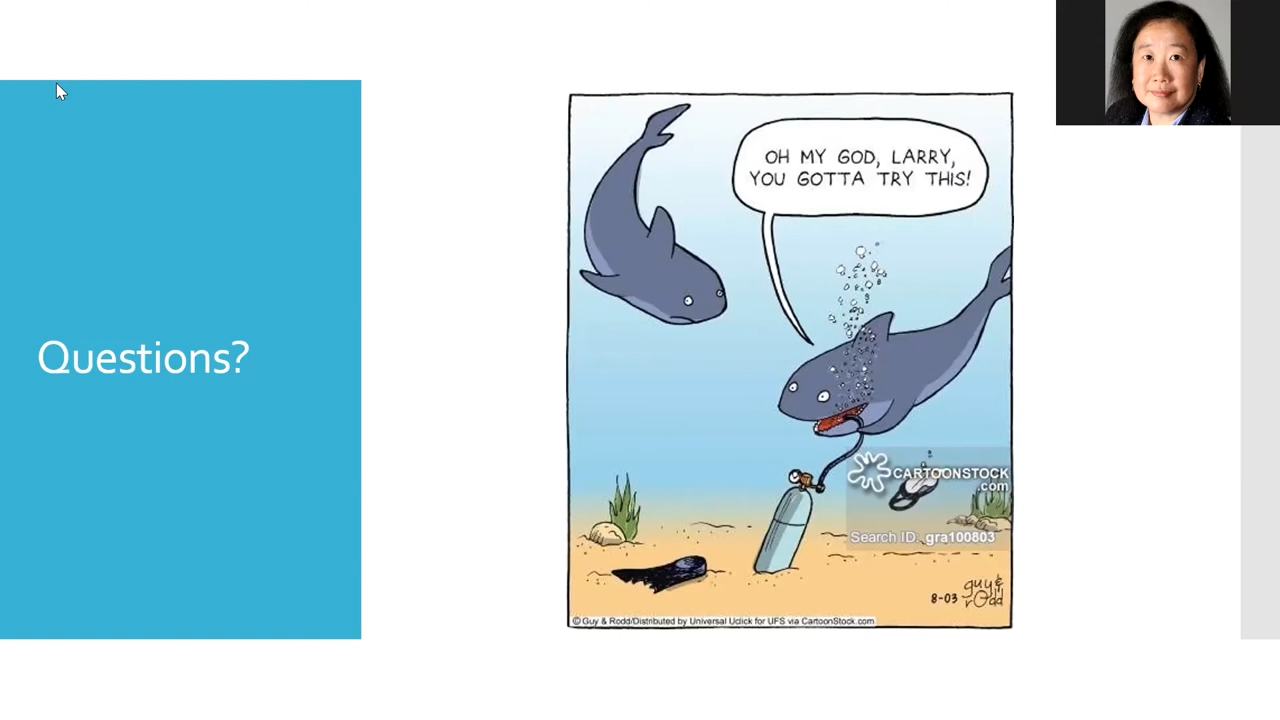 Questions?
OH MY GOD, LARRY,
YOU GOTTA TRY THIS!
CARTOONSTOCK
.com
Search ID. gra100803
8-03
guy &
rodd
© Guy & Rodd/Distributed by Universal Uclick for UFS via CartoonStock.com